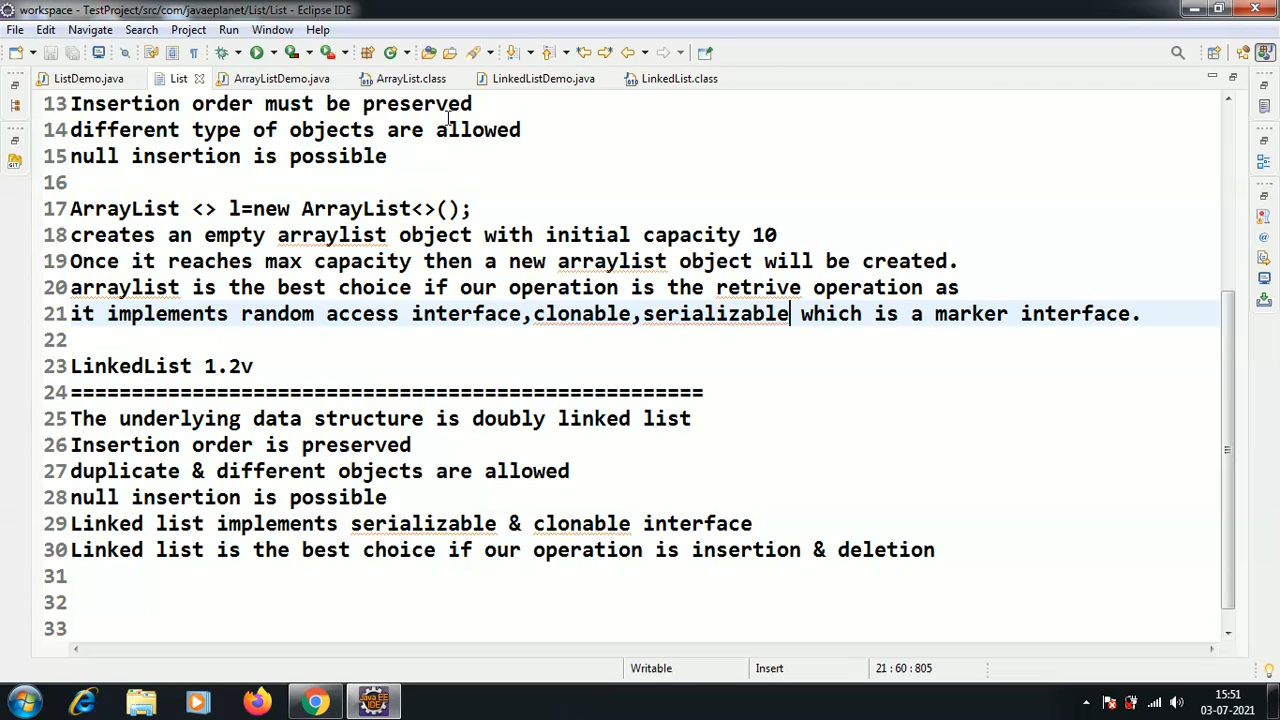 workspace - TestProject/src/com/javaeplanet/List/List - Eclipse IDE
File Edit Navigate Search Project Run Window Help
ListDemo.java List ArrayListDemo.java ArrayList.class LinkedListDemo.java LinkedList.class
13 Insertion order must be preserved
14 different type of objects are allowed
15 null insertion is possible
16
17 ArrayList <> l=new ArrayList<>();
18 creates an empty arraylist object with initial capacity 10
19 Once it reaches max capacity then a new arraylist object will be created.
20 arraylist is the best choice if our operation is the retrive operation as
21 it implements random access interface,clonable,serializable which is a marker interface.
22
23 LinkedList 1.2v
24 ====================================================
25 The underlying data structure is doubly linked list
26 Insertion order is preserved
27 duplicate & different objects are allowed
28 null insertion is possible
29 Linked list implements serializable & clonable interface
30 Linked list is the best choice if our operation is insertion & deletion
31
32
33
Writable Insert 21 : 60 : 805
15:51
03-07-2021